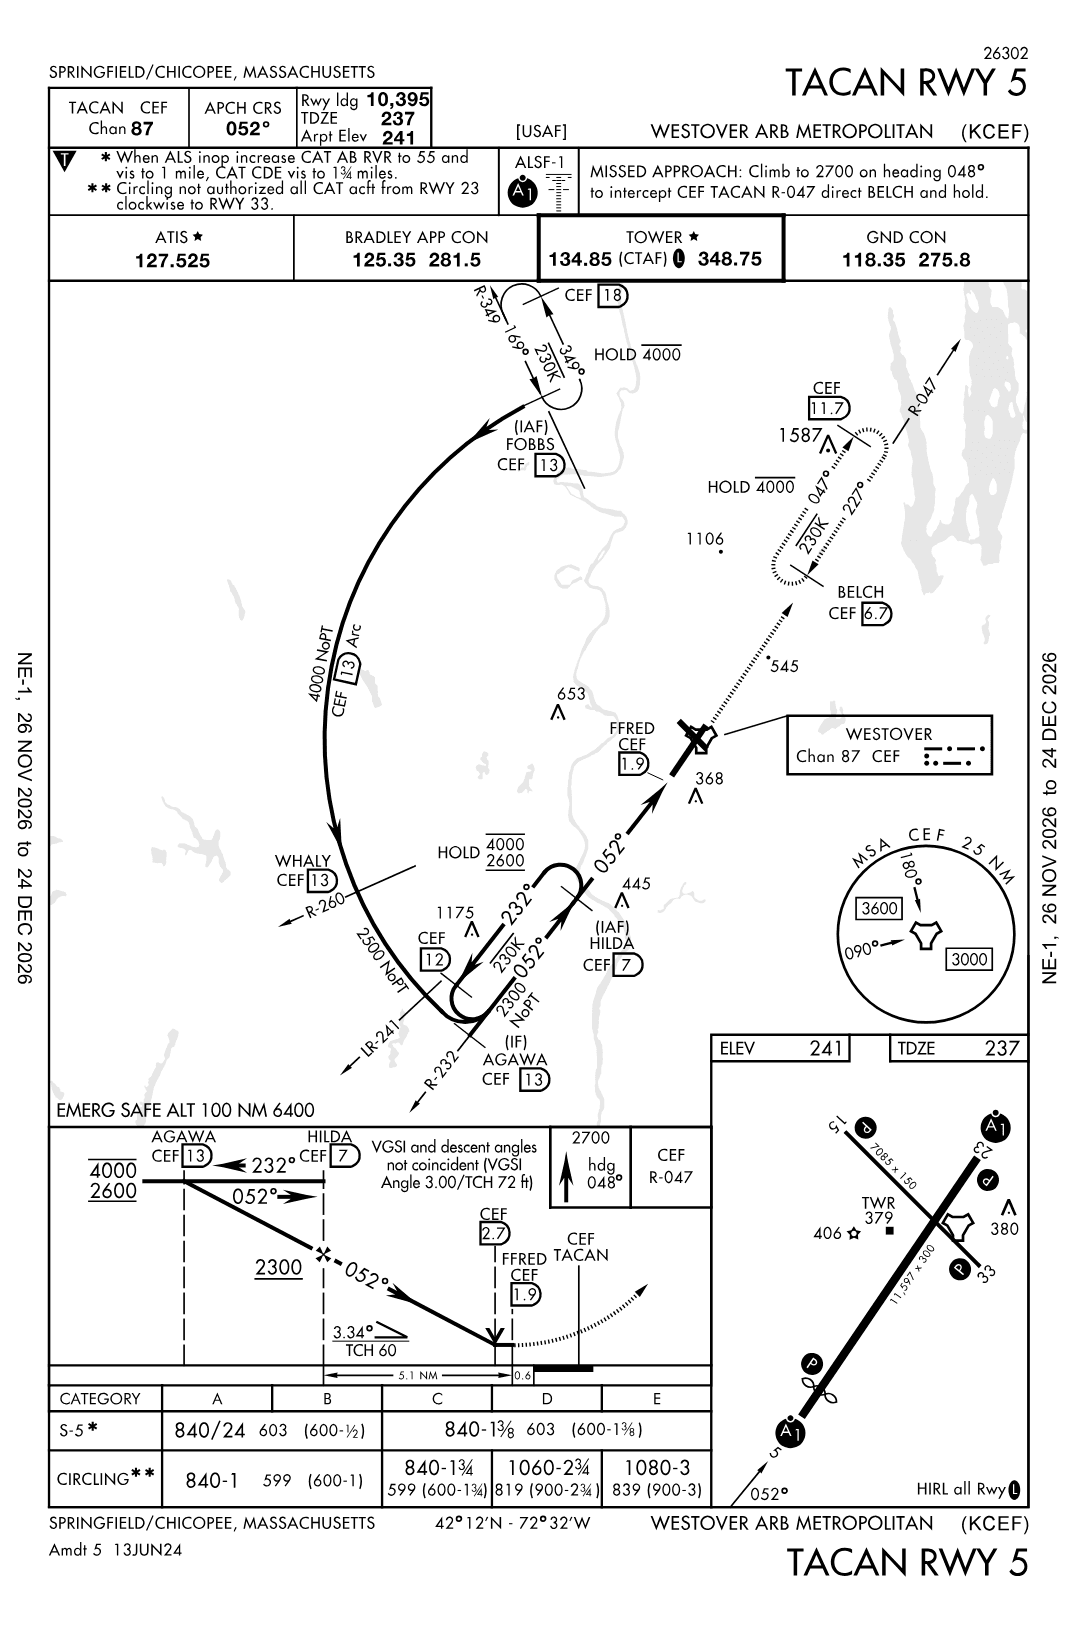 26302
SPRINGFIELD/CHICOPEE, MASSACHUSETTS
TACAN RWY 5
TACAN CEF
Chan 87
APCH CRS
052°
Rwy ldg 10,395
TDZE 237
Arpt Elev 241
[USAF]
WESTOVER ARB METROPOLITAN (KCEF)
T
* When ALS inop increase CAT AB RVR to 55 and
vis to 1 mile, CAT CDE vis to 1¾ miles.
** Circling not authorized all CAT acft from RWY 23
clockwise to RWY 33.
ALSF-1
A1
MISSED APPROACH: Climb to 2700 on heading 048°
to intercept CEF TACAN R-047 direct BELCH and hold.
ATIS ★
127.525
BRADLEY APP CON
125.35 281.5
TOWER ★
134.85 (CTAF) L 348.75
GND CON
118.35 275.8
R-349
169°
230K
349°
CEF 18
HOLD 4000
(IAF)
FOBBS
CEF 13
R-047
CEF
11.7
1587
HOLD 4000
047°
227°
230K
1106
BELCH
CEF 6.7
4000 NoPT
CEF 13 Arc
545
653
FFRED
CEF
1.9
WESTOVER
Chan 87 CEF
368
HOLD 4000
2600
052°
WHALY
CEF 13
R-260
232°
445
1175
(IAF)
HILDA
CEF 7
CEF
12
230K
052°
2500 NoPT
2300
NoPT
LR-241
(IF)
AGAWA
CEF 13
R-232
MSA CEF 25 NM
180°
3600
090°
3000
EMERG SAFE ALT 100 NM 6400
ELEV 241
TDZE 237
AGAWA
CEF 13
HILDA
CEF 7
232°
4000
2600
052°
VGSI and descent angles
not coincident (VGSI
Angle 3.00/TCH 72 ft)
2700
hdg
048°
CEF
R-047
CEF
2.7
FFRED
CEF
1.9
CEF
TACAN
2300
052°
3.34°
TCH 60
5.1 NM
0.6
15
P
A1
23
7085 x 150
P
TWR
379
406
380
P
33
11,597 x 300
P
A1
5
052°
HIRL all Rwy L
CATEGORY A B C D E
S-5* 840/24 603 (600-½) 840-1⅜ 603 (600-1⅜)
CIRCLING** 840-1 599 (600-1) 840-1¾ 599 (600-1¾) 1060-2¾ 819 (900-2¾) 1080-3 839 (900-3)
SPRINGFIELD/CHICOPEE, MASSACHUSETTS
Amdt 5 13JUN24
42°12'N - 72°32'W
WESTOVER ARB METROPOLITAN (KCEF)
TACAN RWY 5
NE-1, 26 NOV 2026 to 24 DEC 2026
NE-1, 26 NOV 2026 to 24 DEC 2026